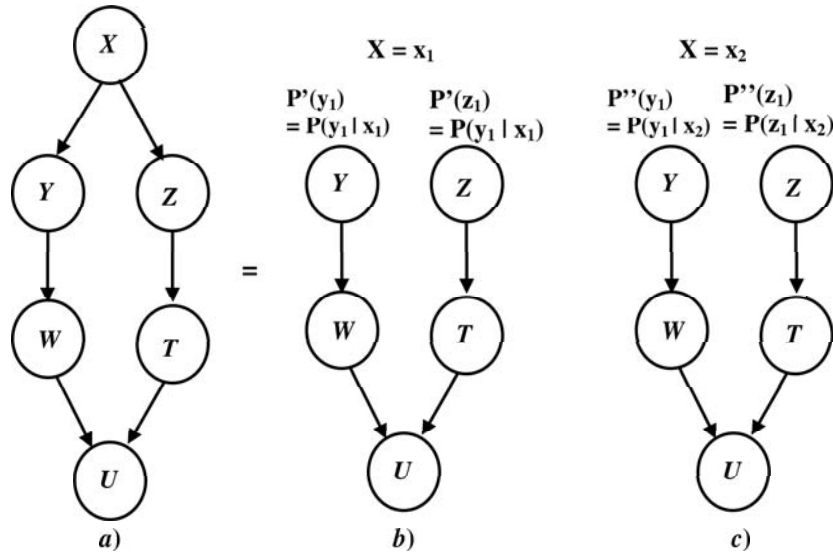 X
Y
Z
W
T
U
a)
=
X = x₁
P'(y₁)
= P(y₁ | x₁)
P'(z₁)
= P(y₁ | x₁)
Y
Z
W
T
U
b)
X = x₂
P''(y₁)
= P(y₁ | x₂)
P''(z₁)
= P(z₁ | x₂)
Y
Z
W
T
U
c)